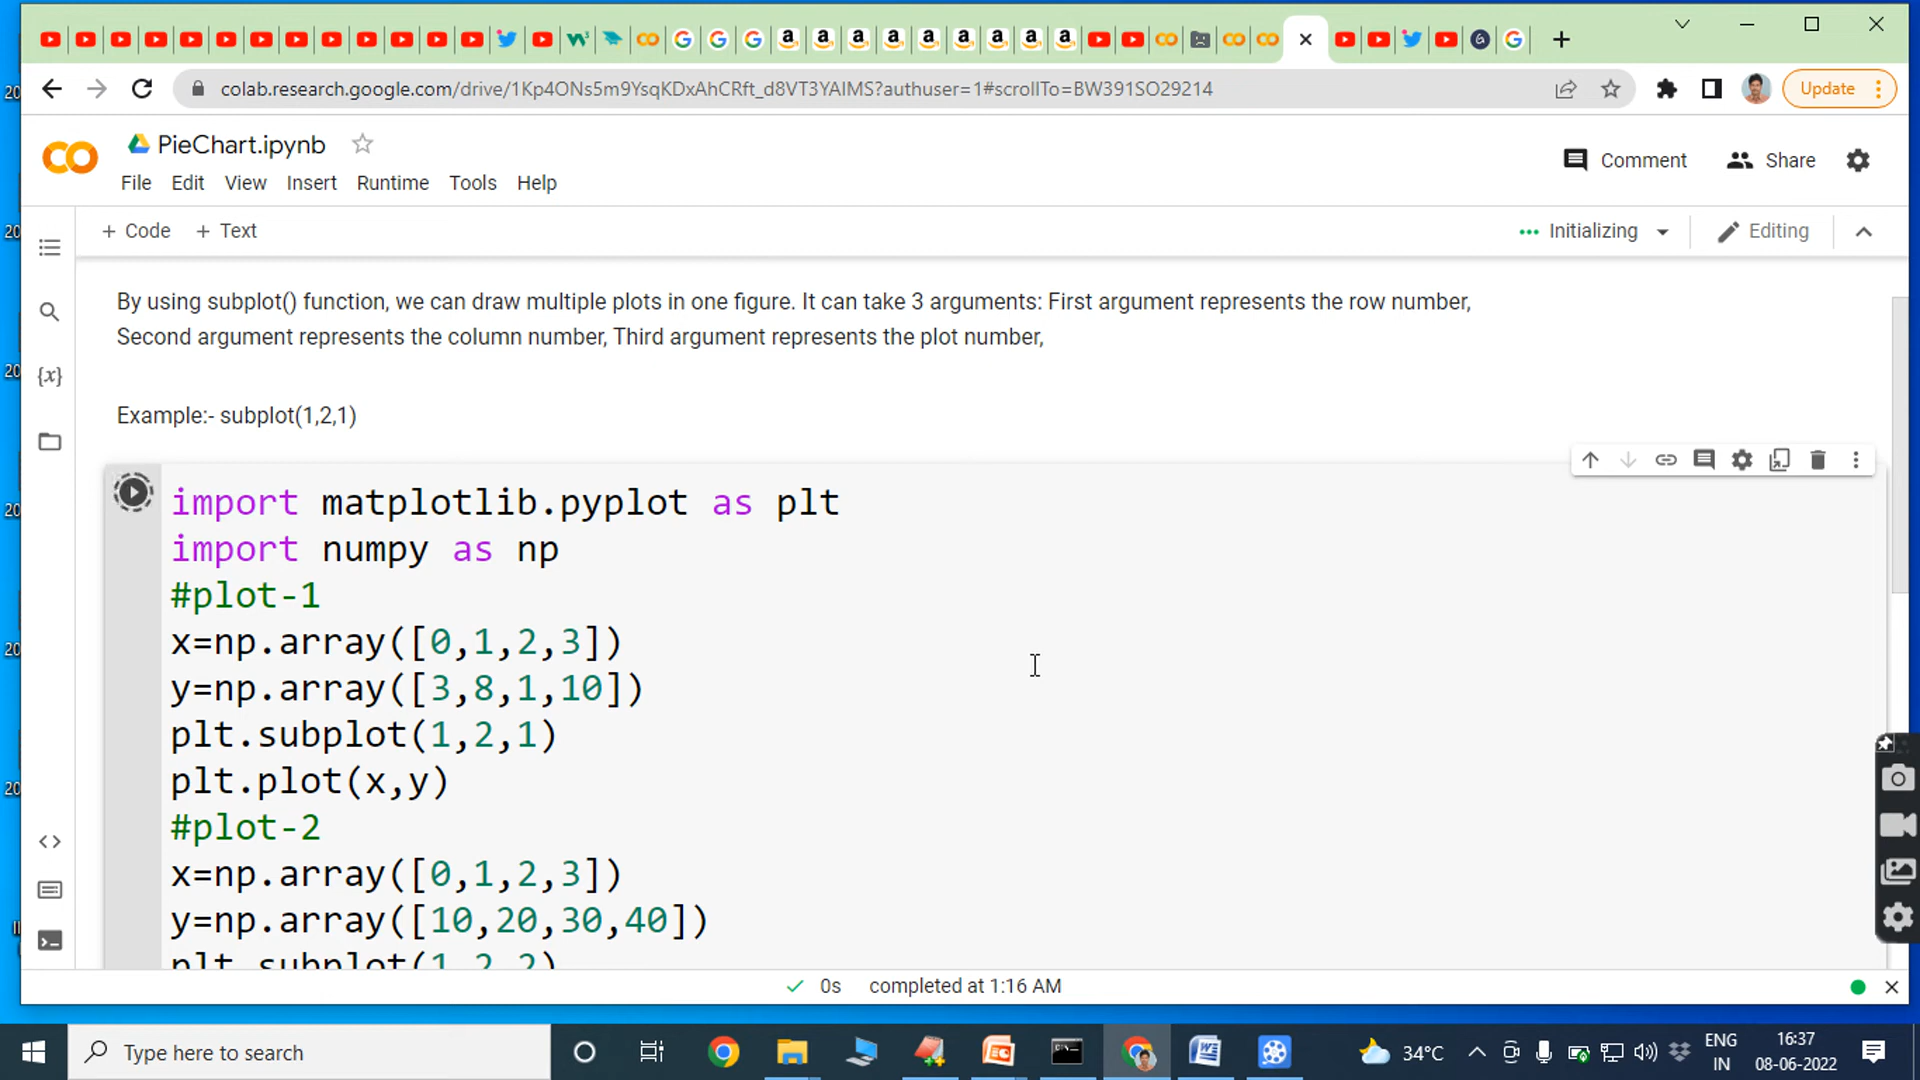 colab.research.google.com/drive/1Kp4ONs5m9YsqKDxAhCRft_d8VT3YAlMS?authuser=1#scrollTo=BW391SO29214
Update
PieChart.ipynb
Comment
Share
File Edit View Insert Runtime Tools Help
+ Code + Text
Initializing
Editing
By using subplot() function, we can draw multiple plots in one figure. It can take 3 arguments: First argument represents the row number,
Second argument represents the column number, Third argument represents the plot number,
Example:- subplot(1,2,1)
import matplotlib.pyplot as plt
import numpy as np
#plot-1
x=np.array([0,1,2,3])
y=np.array([3,8,1,10])
plt.subplot(1,2,1)
plt.plot(x,y)
#plot-2
x=np.array([0,1,2,3])
y=np.array([10,20,30,40])
plt.subplot(1,2,2)
0s completed at 1:16 AM
Type here to search
34°C
ENG
IN
16:37
08-06-2022